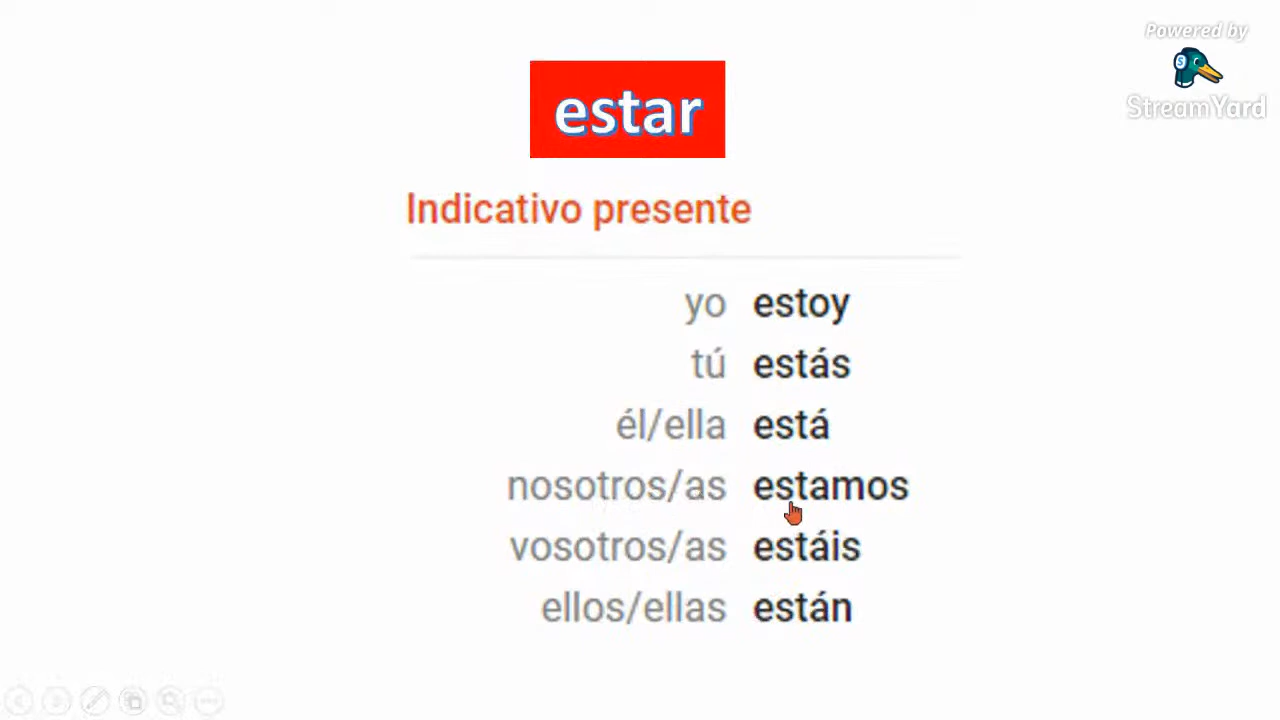 Powered by
StreamYard
estar
Indicativo presente
yo estoy
tú estás
él/ella está
nosotros/as estamos
vosotros/as estáis
ellos/ellas están